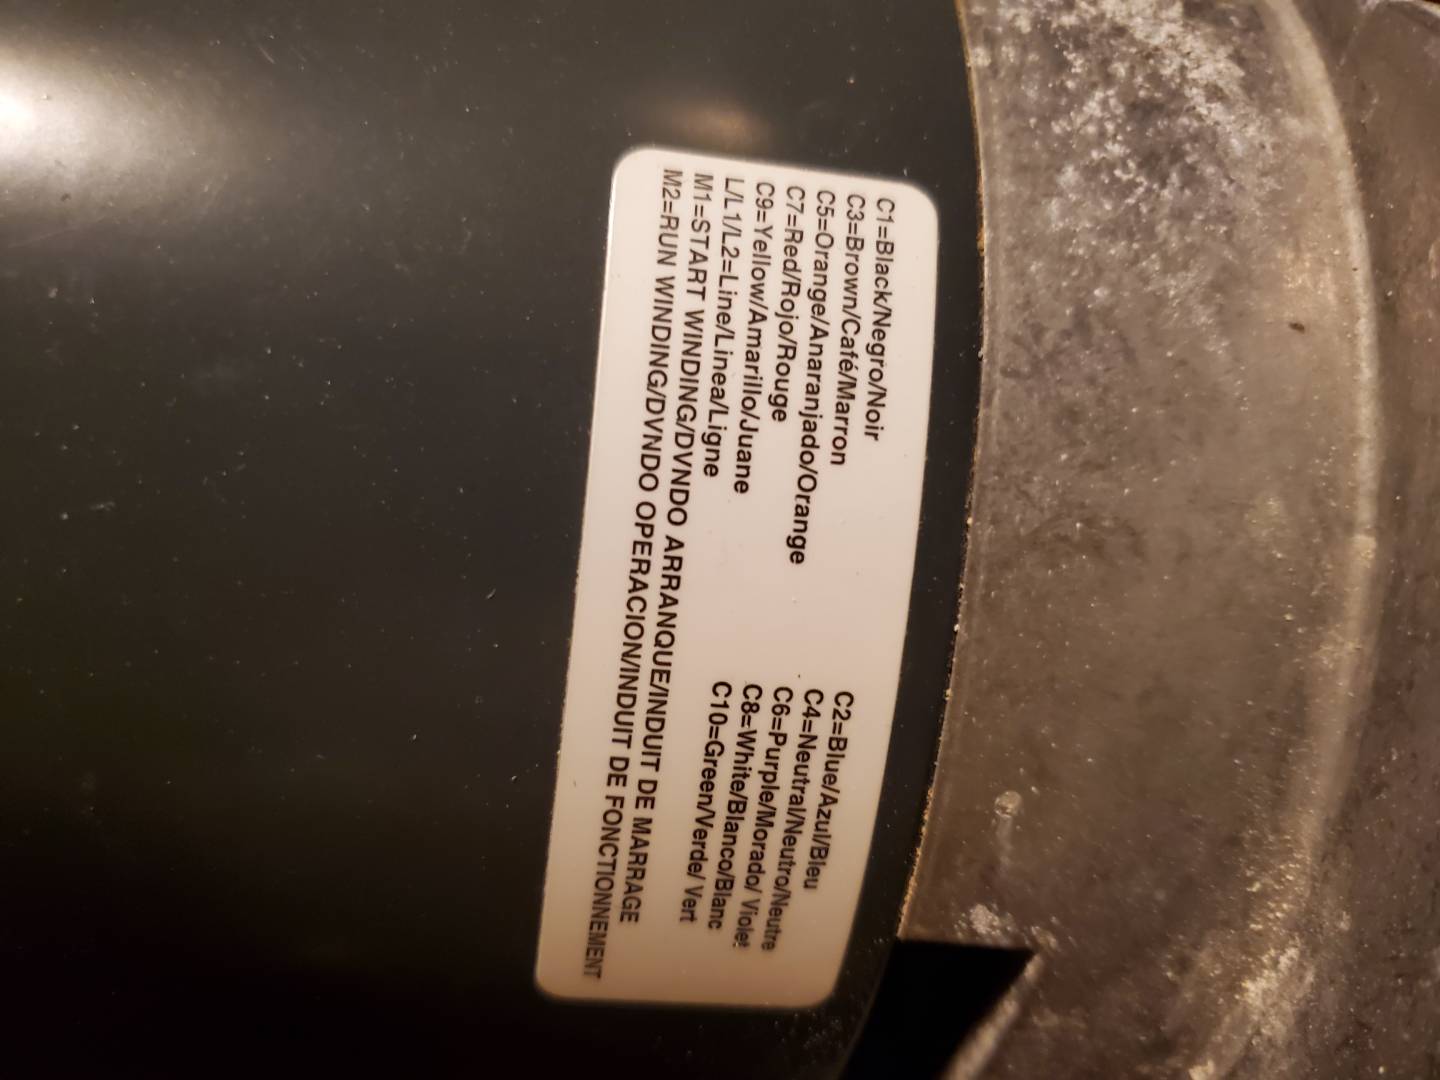 C1=Black/Negro/Noir
C3=Brown/Café/Marron C2=Blue/Azul/Bleu
C5=Orange/Anaranjado/Orange C4=Neutral/Neutro/Neutre
C7=Red/Rojo/Rouge C6=Purple/Morado/ Violet
C9=Yellow/Amarillo/Juane C8=White/Blanco/Blanc
L/L1/L2=Line/Linea/Ligne C10=Green/Verde/ Vert
M1=START WINDING/DVNDO ARRANQUE/INDUIT DE MARRAGE
M2=RUN WINDING/DVNDO OPERACION/INDUIT DE FONCTIONNEMENT